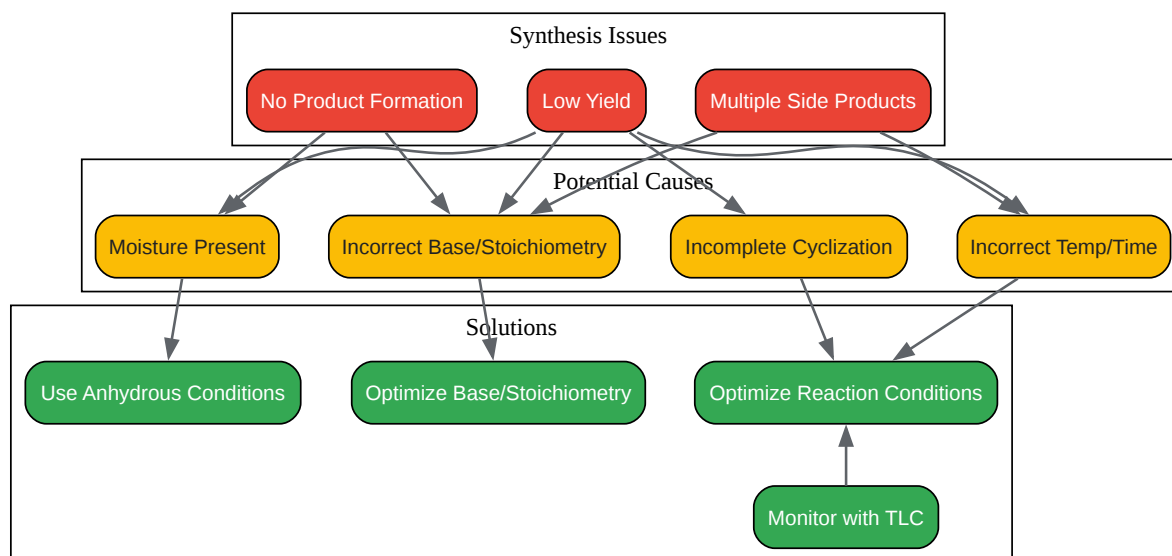 Synthesis Issues
No Product Formation
Low Yield
Multiple Side Products
Potential Causes
Moisture Present
Incorrect Base/Stoichiometry
Incomplete Cyclization
Incorrect Temp/Time
Solutions
Use Anhydrous Conditions
Optimize Base/Stoichiometry
Optimize Reaction Conditions
Monitor with TLC